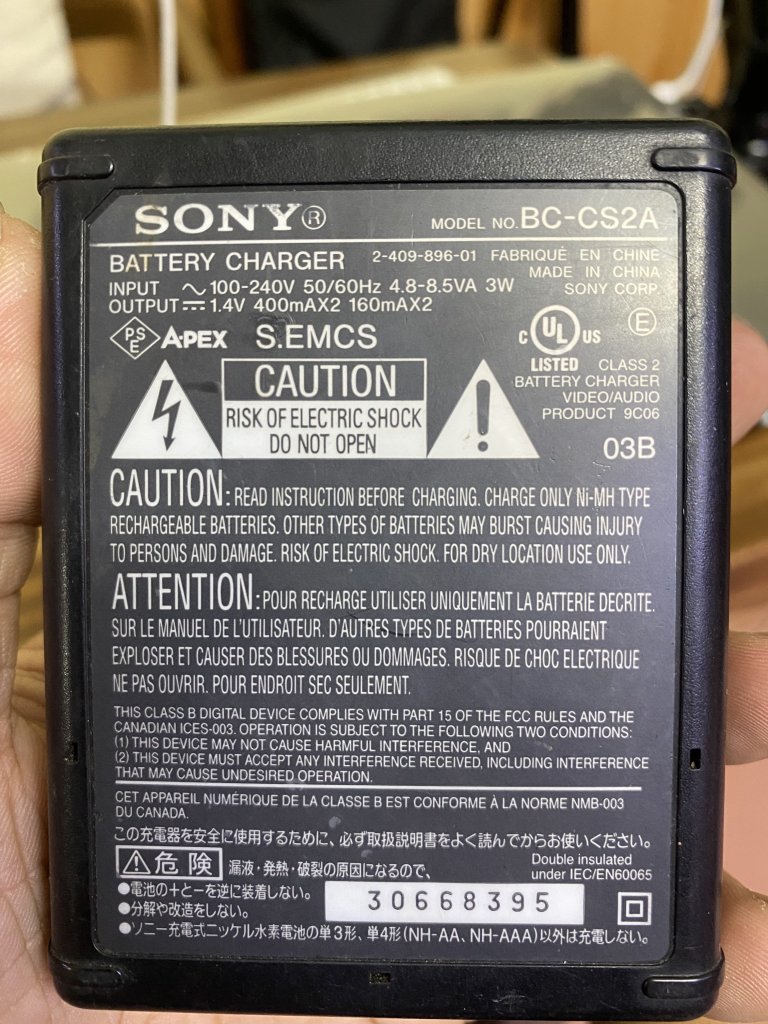 SONY® MODEL NO. BC-CS2A
BATTERY CHARGER 2-409-896-01 FABRIQUÉ EN CHINE
MADE IN CHINA
INPUT ～100-240V 50/60Hz 4.8-8.5VA 3W SONY CORP.
OUTPUT ⎓ 1.4V 400mAX2 160mAX2
PSE A-PEX S.EMCS
C UL US E
LISTED CLASS 2
BATTERY CHARGER
VIDEO/AUDIO
PRODUCT 9C06
03B
CAUTION
RISK OF ELECTRIC SHOCK
DO NOT OPEN
CAUTION: READ INSTRUCTION BEFORE CHARGING. CHARGE ONLY Ni-MH TYPE
RECHARGEABLE BATTERIES. OTHER TYPES OF BATTERIES MAY BURST CAUSING INJURY
TO PERSONS AND DAMAGE. RISK OF ELECTRIC SHOCK. FOR DRY LOCATION USE ONLY.
ATTENTION: POUR RECHARGE UTILISER UNIQUEMENT LA BATTERIE DECRITE.
SUR LE MANUEL DE L'UTILISATEUR. D'AUTRES TYPES DE BATTERIES POURRAIENT
EXPLOSER ET CAUSER DES BLESSURES OU DOMMAGES. RISQUE DE CHOC ELECTRIQUE
NE PAS OUVRIR. POUR ENDROIT SEC SEULEMENT.
THIS CLASS B DIGITAL DEVICE COMPLIES WITH PART 15 OF THE FCC RULES AND THE
CANADIAN ICES-003. OPERATION IS SUBJECT TO THE FOLLOWING TWO CONDITIONS:
(1) THIS DEVICE MAY NOT CAUSE HARMFUL INTERFERENCE, AND
(2) THIS DEVICE MUST ACCEPT ANY INTERFERENCE RECEIVED, INCLUDING INTERFERENCE
THAT MAY CAUSE UNDESIRED OPERATION.
CET APPAREIL NUMÉRIQUE DE LA CLASSE B EST CONFORME À LA NORME NMB-003
DU CANADA.
この充電器を安全に使用するために、必ず取扱説明書をよく読んでからお使いください。
⚠危険 漏液・発熱・破裂の原因になるので、
Double insulated
under IEC/EN60065
●電池の＋と－を逆に装着しない。
●分解や改造をしない。
30668395
●ソニー充電式ニッケル水素電池の単3形、単4形(NH-AA、NH-AAA)以外は充電しない。